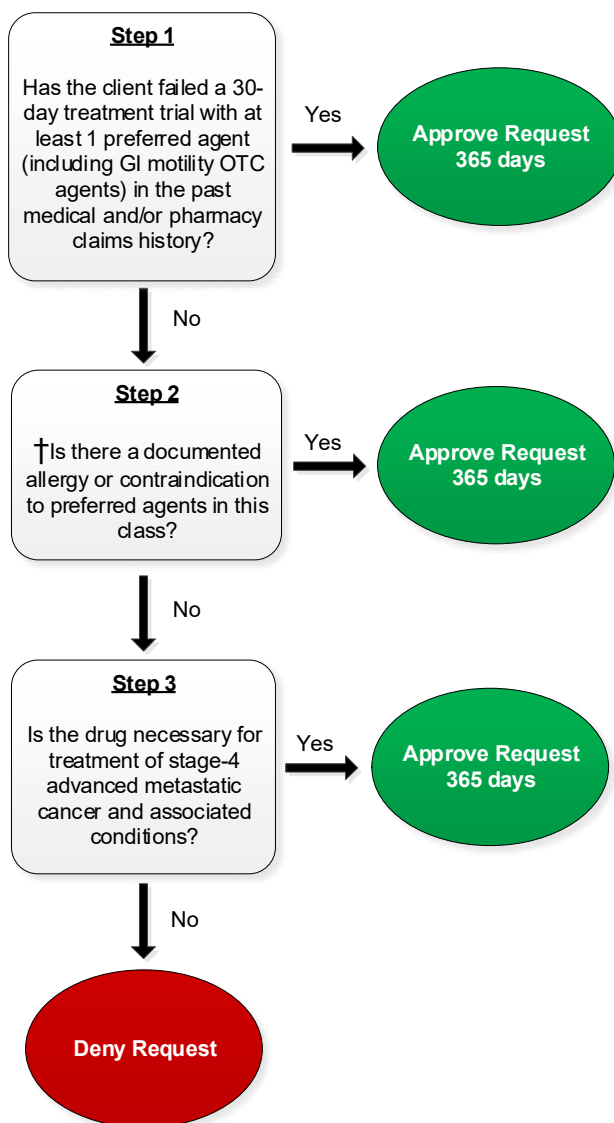 Step 1
Has the client failed a 30-
day treatment trial with at
least 1 preferred agent
(including GI motility OTC
agents) in the past
medical and/or pharmacy
claims history?
Yes
Approve Request
365 days
No
Step 2
†Is there a documented
allergy or contraindication
to preferred agents in this
class?
Yes
Approve Request
365 days
No
Step 3
Is the drug necessary for
treatment of stage-4
advanced metastatic
cancer and associated
conditions?
Yes
Approve Request
365 days
No
Deny Request